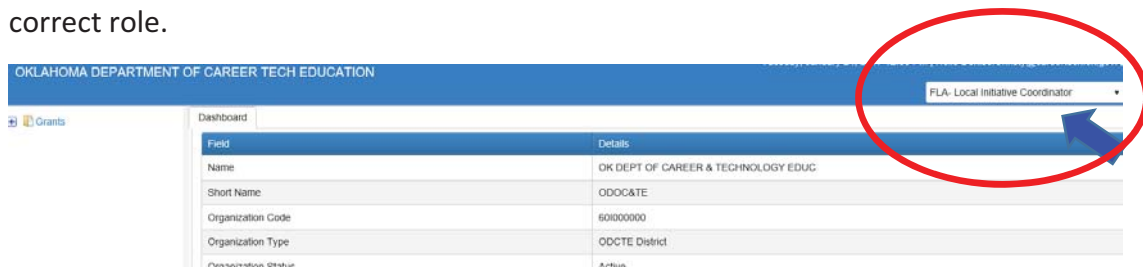 correct role.
OKLAHOMA DEPARTMENT OF CAREER TECH EDUCATION
FLA- Local Initiative Coordinator
Grants
Dashboard
Field Details
Name OK DEPT OF CAREER & TECHNOLOGY EDUC
Short Name ODOC&TE
Organization Code 60I000000
Organization Type ODCTE District
Organization Status Active